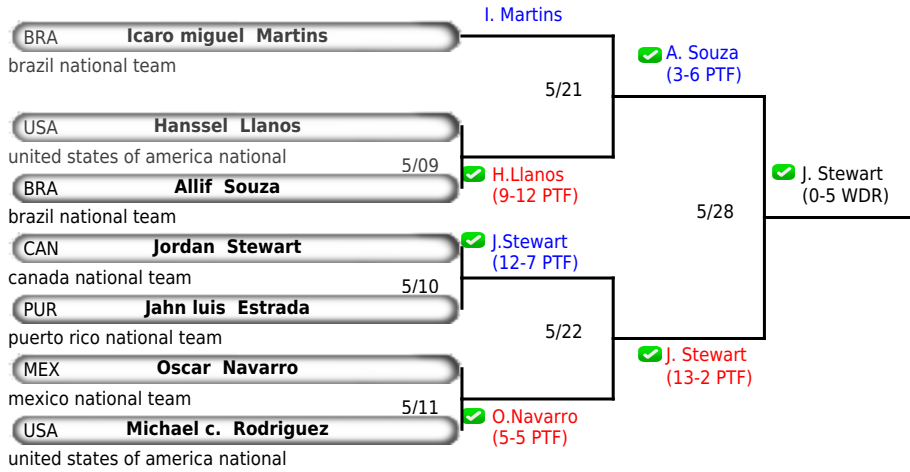 I. Martins
BRA Icaro miguel  Martins
brazil national team
A. Souza
(3-6 PTF)
5/21
USA Hanssel  Llanos
united states of america national
5/09
H.Llanos
(9-12 PTF)
BRA Allif  Souza
brazil national team
J. Stewart
(0-5 WDR)
5/28
CAN Jordan  Stewart
canada national team
J.Stewart
(12-7 PTF)
5/10
PUR Jahn luis  Estrada
puerto rico national team
5/22
MEX Oscar  Navarro
mexico national team
J. Stewart
(13-2 PTF)
5/11
O.Navarro
(5-5 PTF)
USA Michael c.  Rodriguez
united states of america national